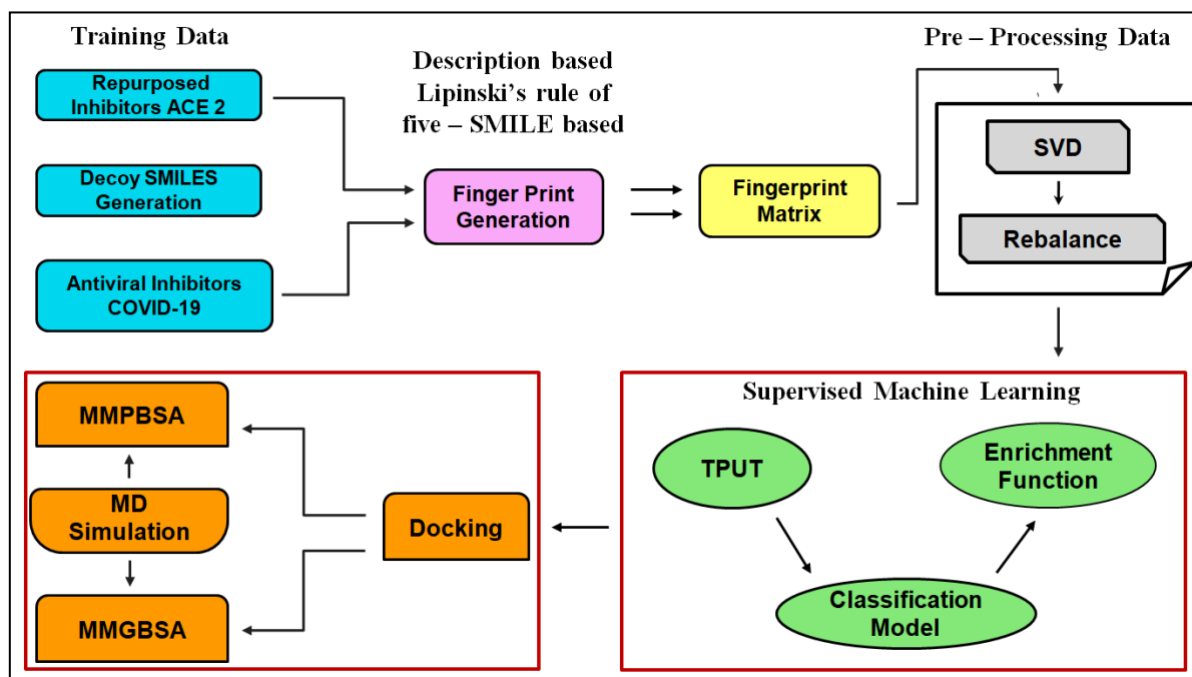 Training Data
Repurposed
Inhibitors ACE 2
Decoy SMILES
Generation
Antiviral Inhibitors
COVID-19
Description based
Lipinski's rule of
five – SMILE based
Finger Print
Generation
Fingerprint
Matrix
Pre – Processing Data
SVD
Rebalance
Supervised Machine Learning
TPUT
Enrichment
Function
Classification
Model
Docking
MMPBSA
MD
Simulation
MMGBSA